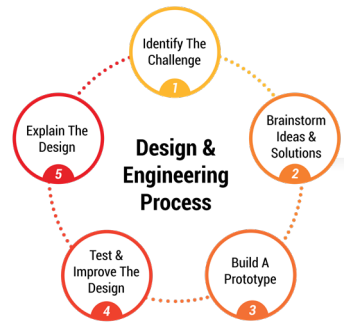 Identify The
Challenge
1
Brainstorm
Ideas &
Solutions
2
Build A
Prototype
3
Test &
Improve The
Design
4
Explain The
Design
5
Design &
Engineering
Process